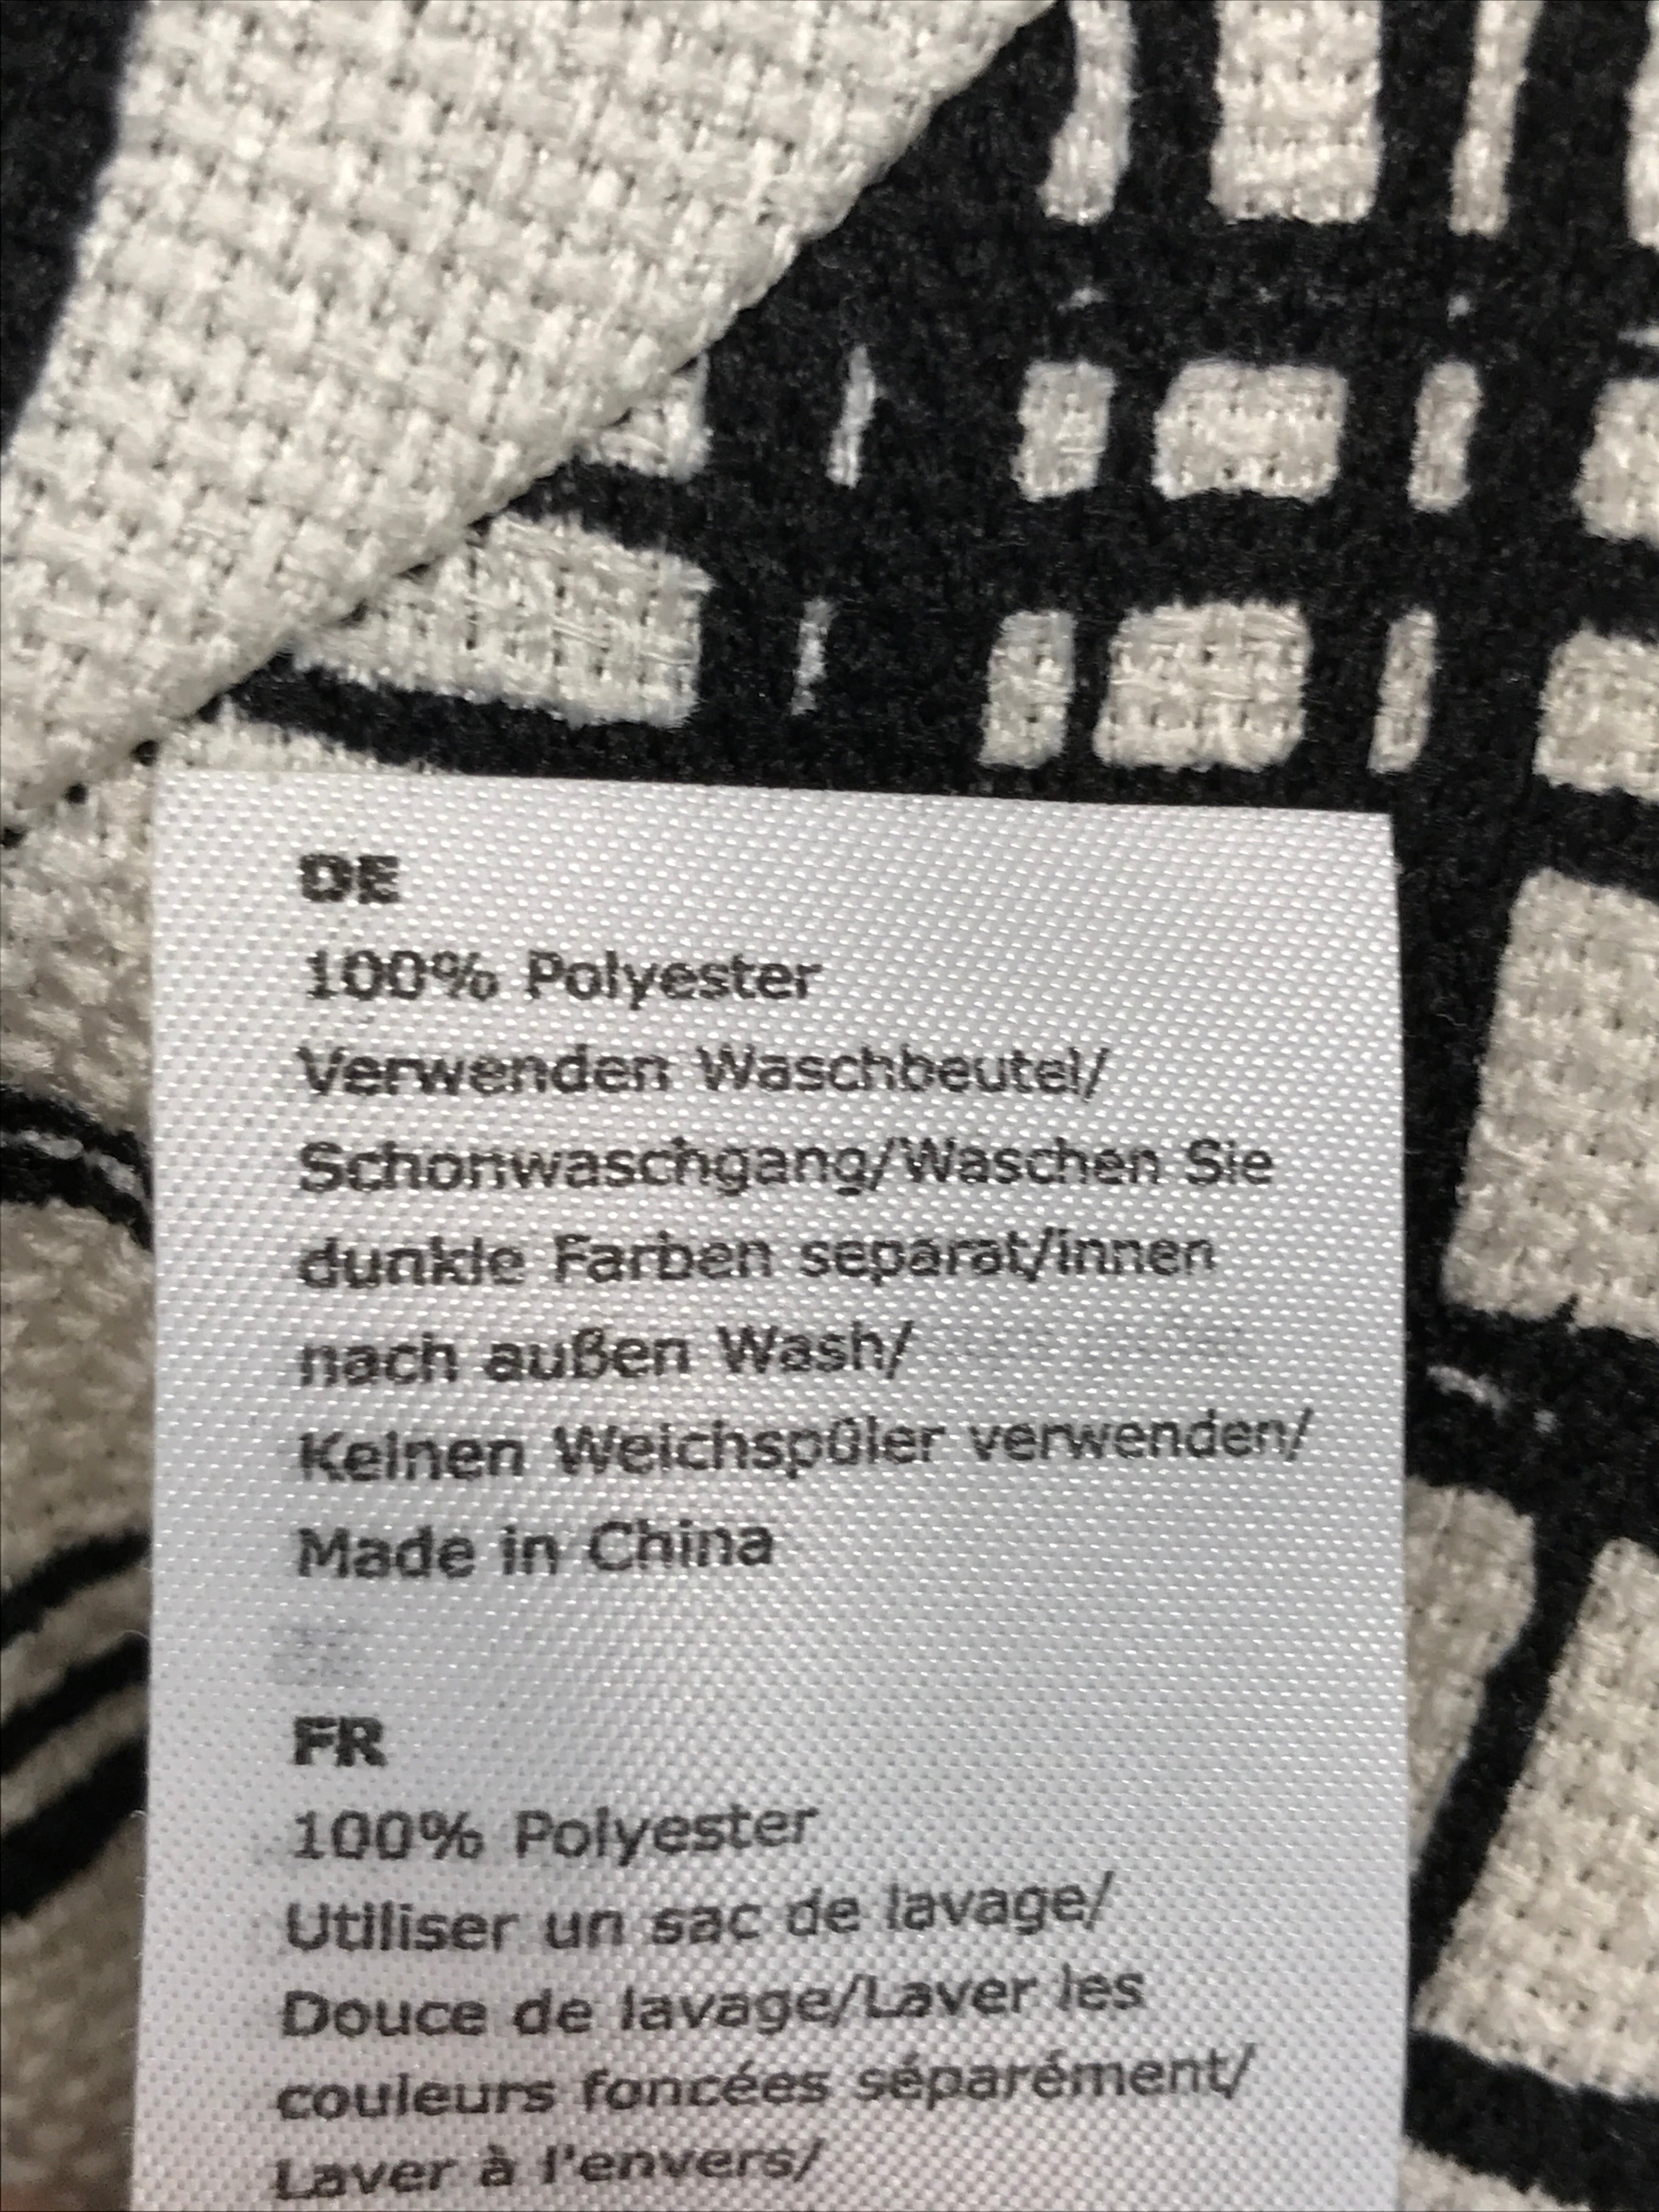 DE
100% Polyester
Verwenden Waschbeutel/
Schonwaschgang/Waschen Sie
dunkle Farben separat/innen
nach außen Wash/
Keinen Weichspüler verwenden/
Made in China
FR
100% Polyester
Utiliser un sac de lavage/
Douce de lavage/Laver les
couleurs foncées séparément/
Laver à l'envers/